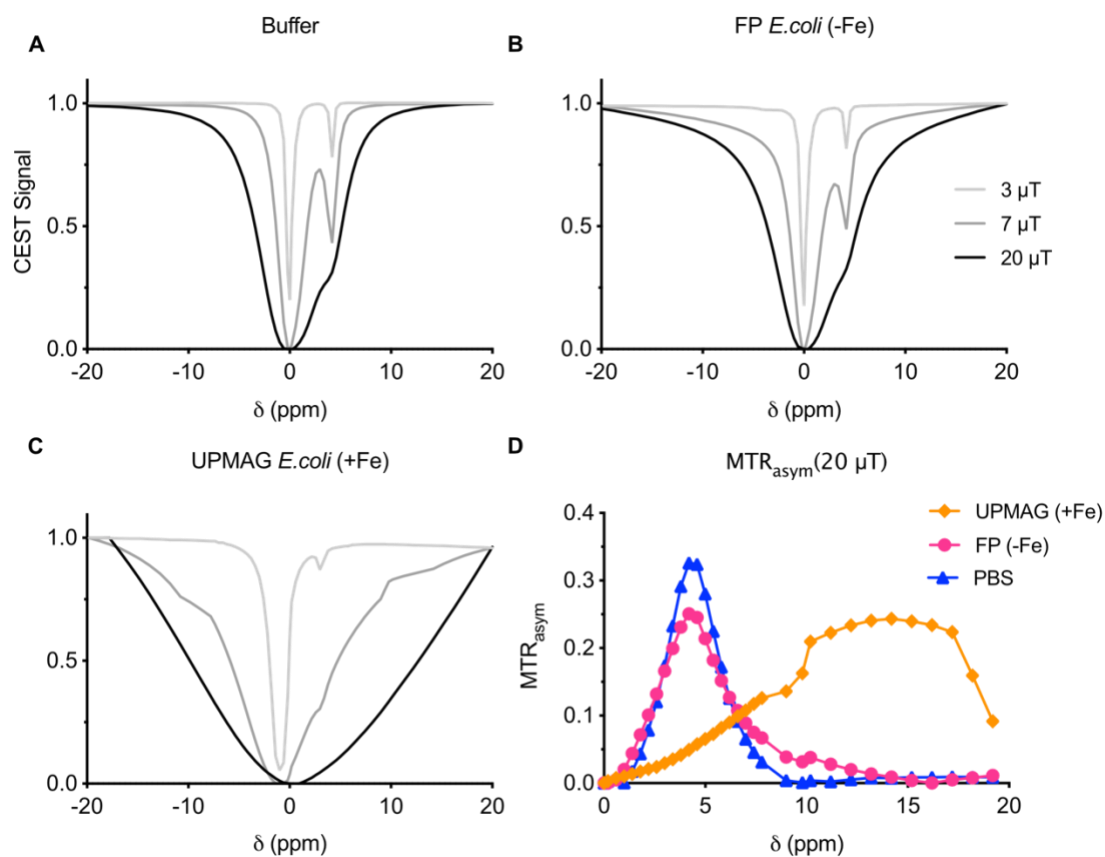 A
Buffer
CEST Signal
1.0
0.5
0.0
-20
-10
0
10
20
δ (ppm)
B
FP E.coli (-Fe)
1.0
0.5
0.0
-20
-10
0
10
20
δ (ppm)
3 μT
7 μT
20 μT
C
UPMAG E.coli (+Fe)
1.0
0.5
0.0
-20
-10
0
10
20
δ (ppm)
D
MTRasym(20 μT)
MTRasym
0.4
0.3
0.2
0.1
0.0
0
5
10
15
20
δ (ppm)
UPMAG (+Fe)
FP (-Fe)
PBS